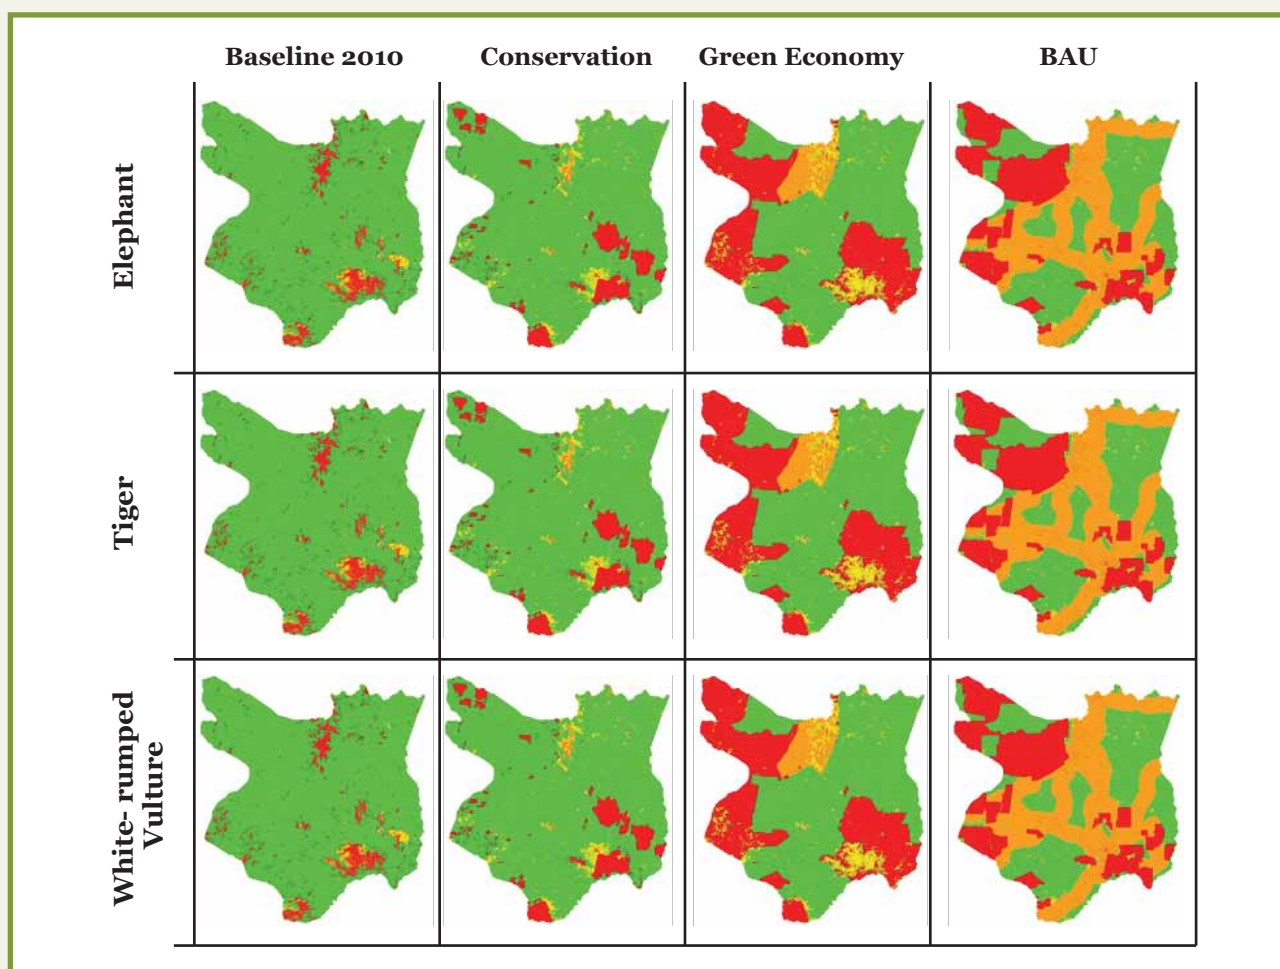 Baseline 2010
Conservation
Green Economy
BAU
Elephant
Tiger
White- rumped
Vulture